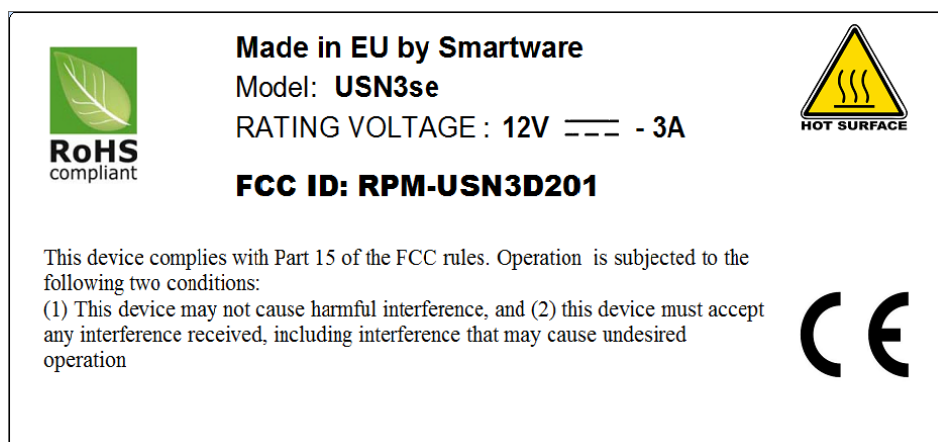 Made in EU by Smartware
Model: USN3se
RATING VOLTAGE : 12V ⎓ - 3A
HOT SURFACE
RoHS
compliant
FCC ID: RPM-USN3D201
This device complies with Part 15 of the FCC rules. Operation is subjected to the
following two conditions:
(1) This device may not cause harmful interference, and (2) this device must accept
any interference received, including interference that may cause undesired
operation
CE